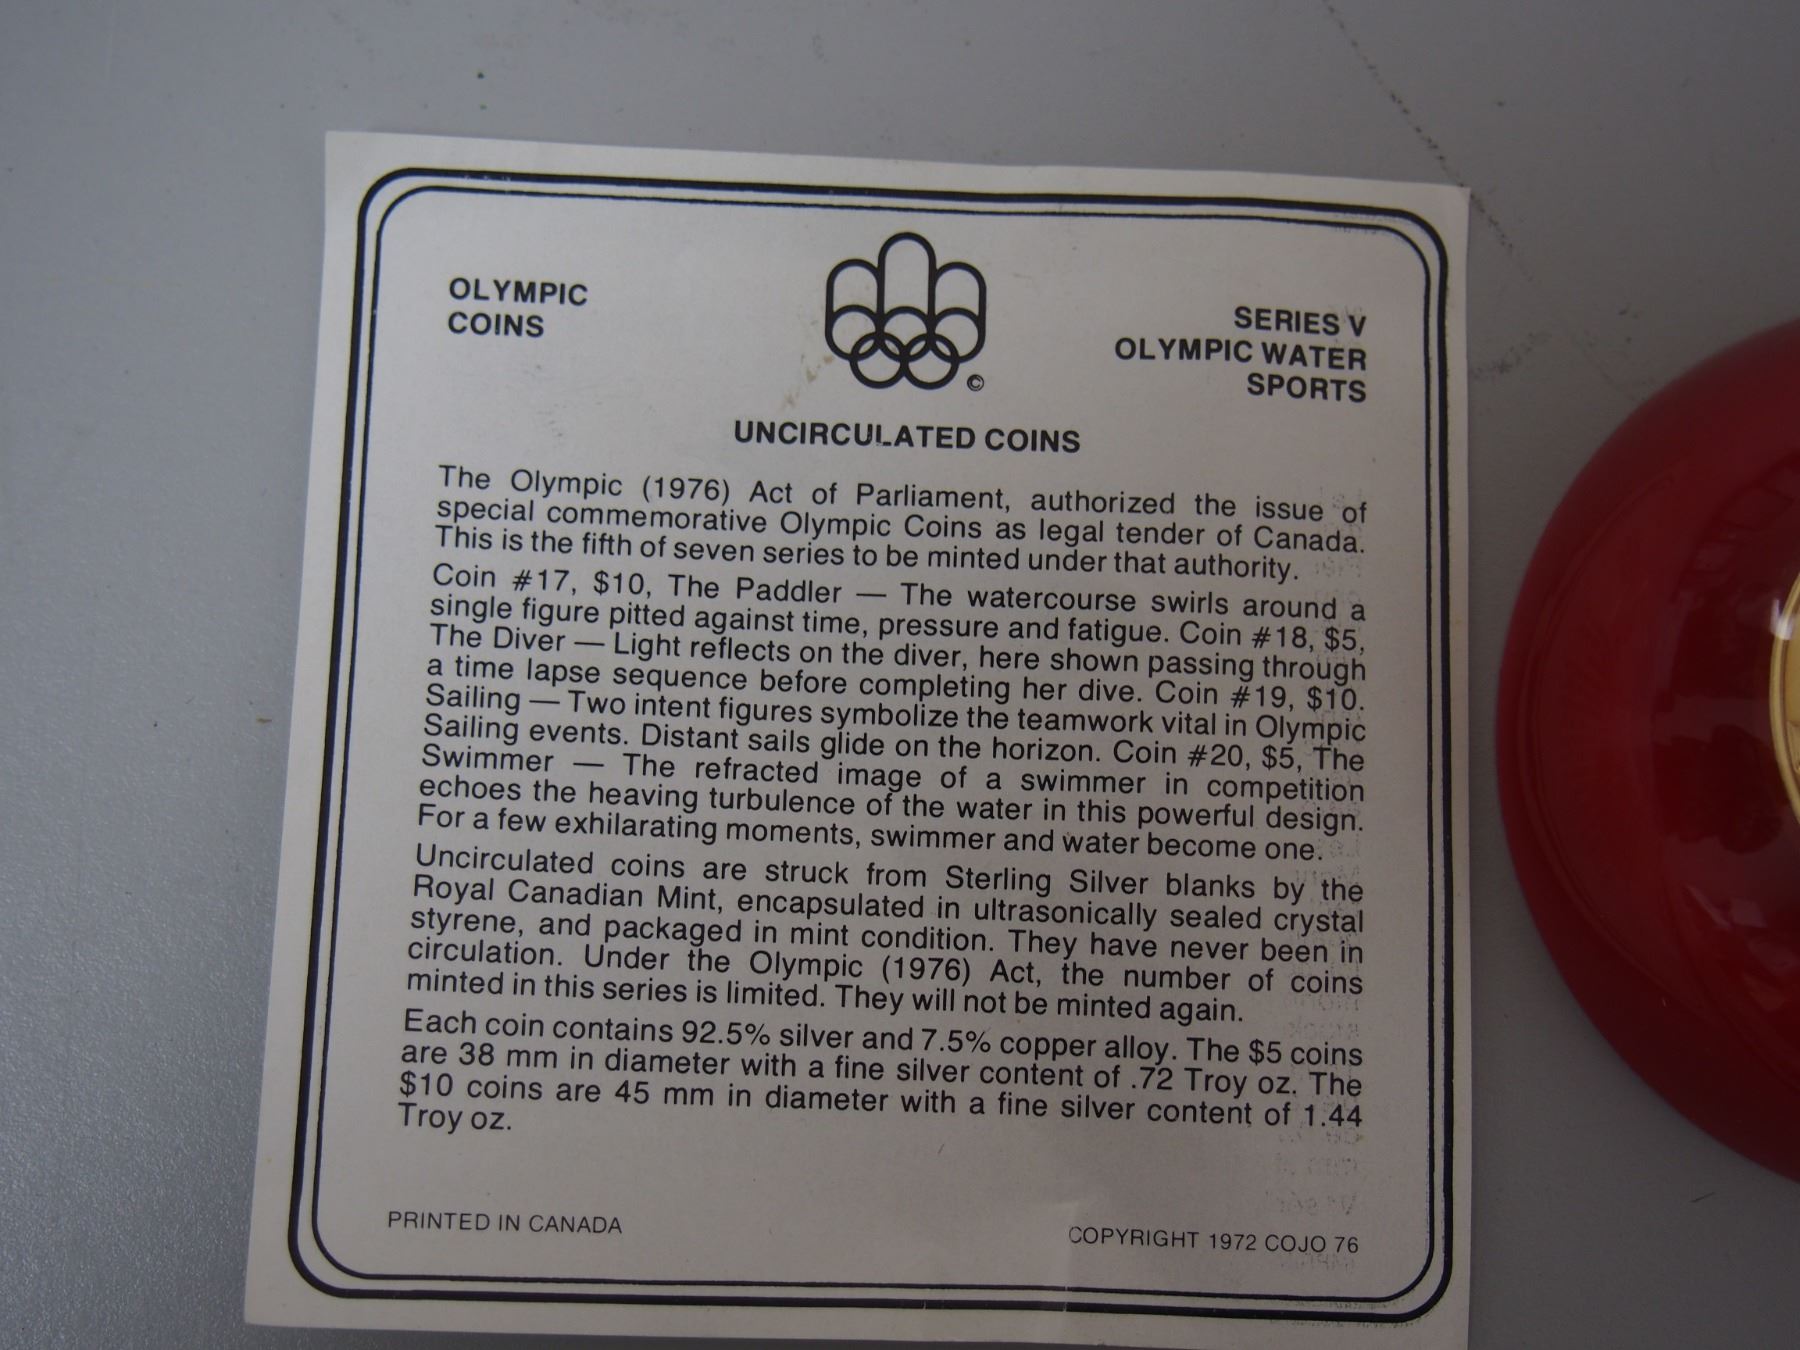 OLYMPIC
COINS
©
SERIES V
OLYMPIC WATER
SPORTS
UNCIRCULATED COINS
The Olympic (1976) Act of Parliament, authorized the issue of
special commemorative Olympic Coins as legal tender of Canada.
This is the fifth of seven series to be minted under that authority.
Coin #17, $10, The Paddler — The watercourse swirls around a
single figure pitted against time, pressure and fatigue. Coin #18, $5,
The Diver — Light reflects on the diver, here shown passing through
a time lapse sequence before completing her dive. Coin #19, $10.
Sailing — Two intent figures symbolize the teamwork vital in Olympic
Sailing events. Distant sails glide on the horizon. Coin #20, $5, The
Swimmer — The refracted image of a swimmer in competition
echoes the heaving turbulence of the water in this powerful design.
For a few exhilarating moments, swimmer and water become one.
Uncirculated coins are struck from Sterling Silver blanks by the
Royal Canadian Mint, encapsulated in ultrasonically sealed crystal
styrene, and packaged in mint condition. They have never been in
circulation. Under the Olympic (1976) Act, the number of coins
minted in this series is limited. They will not be minted again.
Each coin contains 92.5% silver and 7.5% copper alloy. The $5 coins
are 38 mm in diameter with a fine silver content of .72 Troy oz. The
$10 coins are 45 mm in diameter with a fine silver content of 1.44
Troy oz.
PRINTED IN CANADA
COPYRIGHT 1972 COJO 76